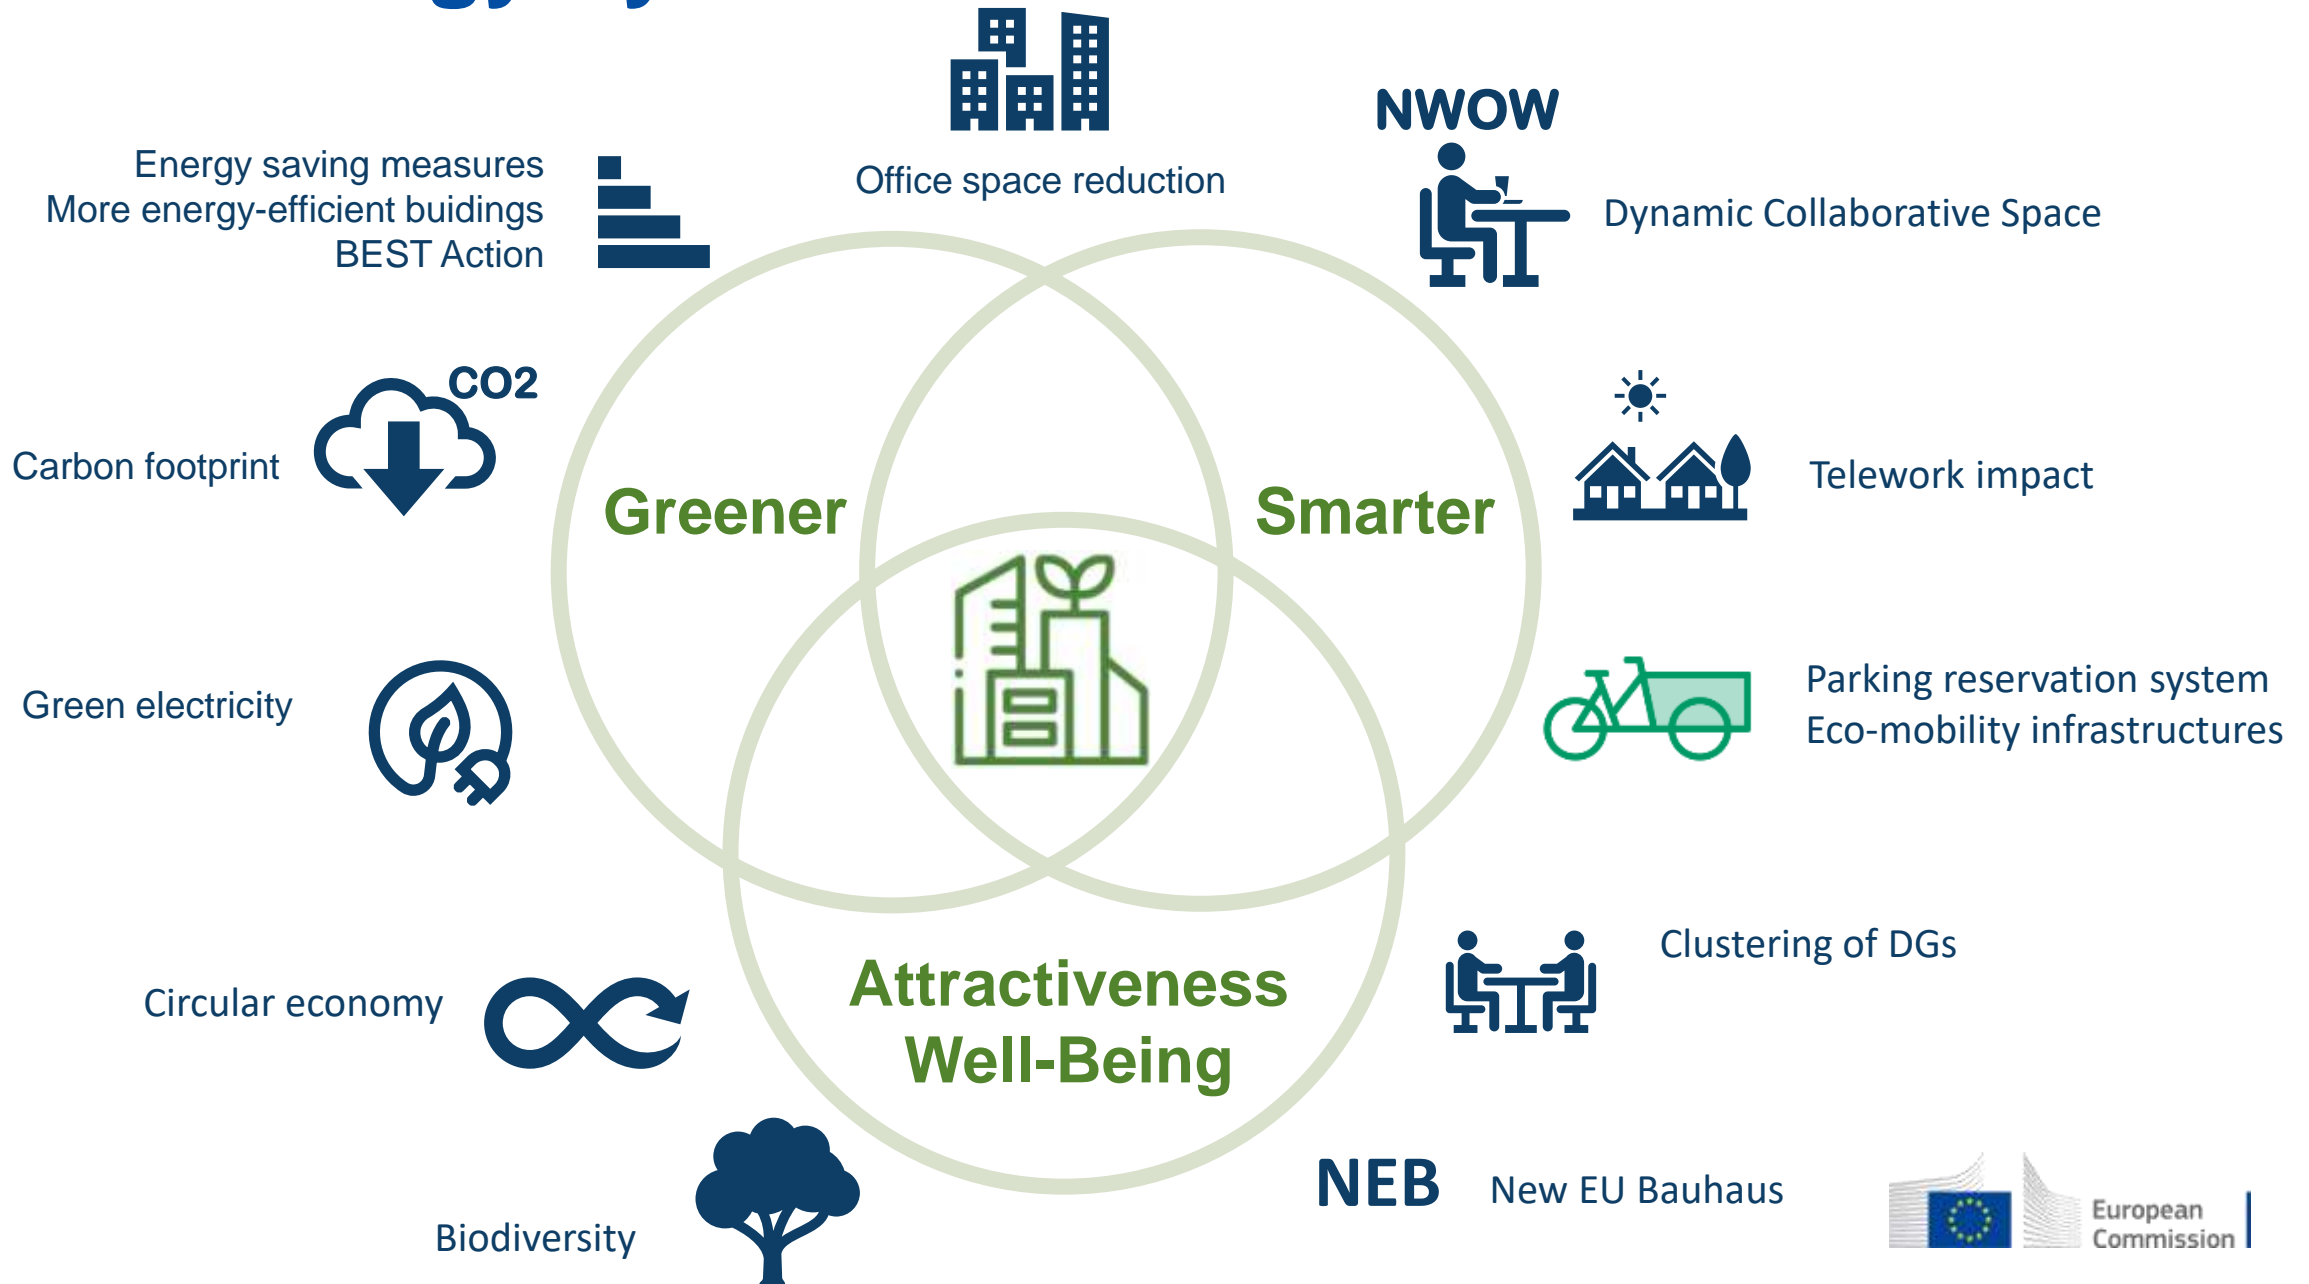 Office space reduction
NWOW
Dynamic Collaborative Space
Energy saving measures
More energy-efficient buidings
BEST Action
CO2
Carbon footprint
Telework impact
Greener
Smarter
Green electricity
Parking reservation system
Eco-mobility infrastructures
Clustering of DGs
Attractiveness
Well-Being
Circular economy
NEB
New EU Bauhaus
Biodiversity
European
Commission